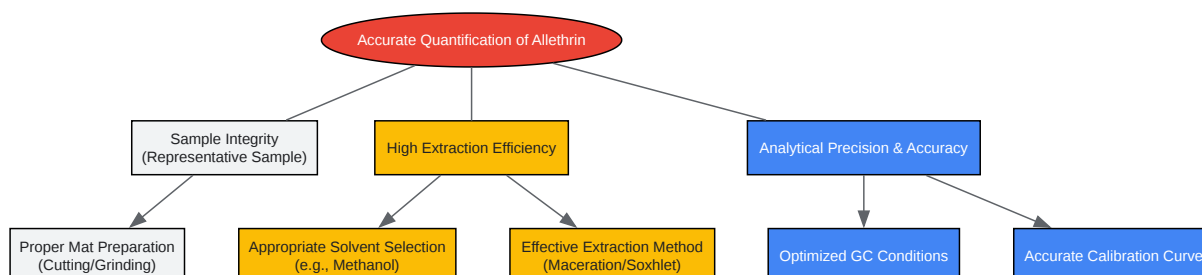 Accurate Quantification of Allethrin
Sample Integrity
(Representative Sample)
High Extraction Efficiency
Analytical Precision & Accuracy
Proper Mat Preparation
(Cutting/Grinding)
Appropriate Solvent Selection
(e.g., Methanol)
Effective Extraction Method
(Maceration/Soxhlet)
Optimized GC Conditions
Accurate Calibration Curve